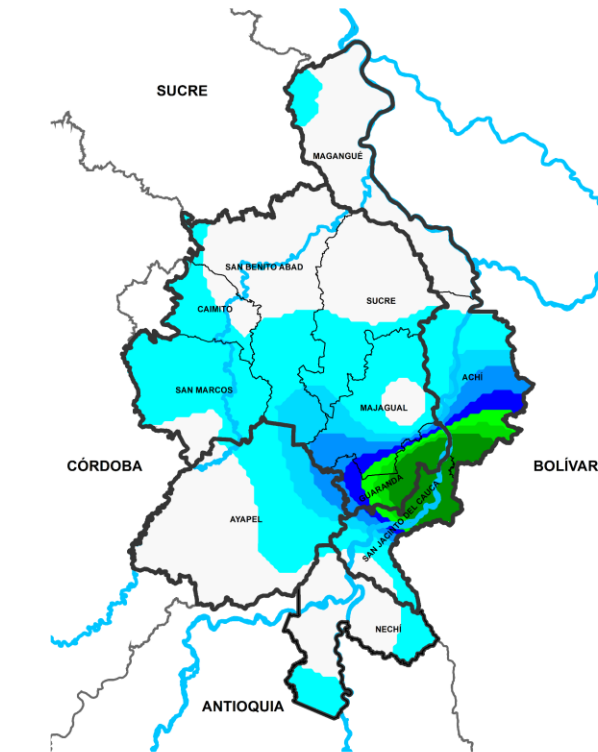 SUCRE
MAGANGUÉ
SAN BENITO ABAD
SUCRE
CAIMITO
SAN MARCOS
ACHÍ
MAJAGUAL
CÓRDOBA
BOLÍVAR
GUARANDA
AYAPEL
SAN JACINTO DEL CAUCA
NECHÍ
ANTIOQUIA